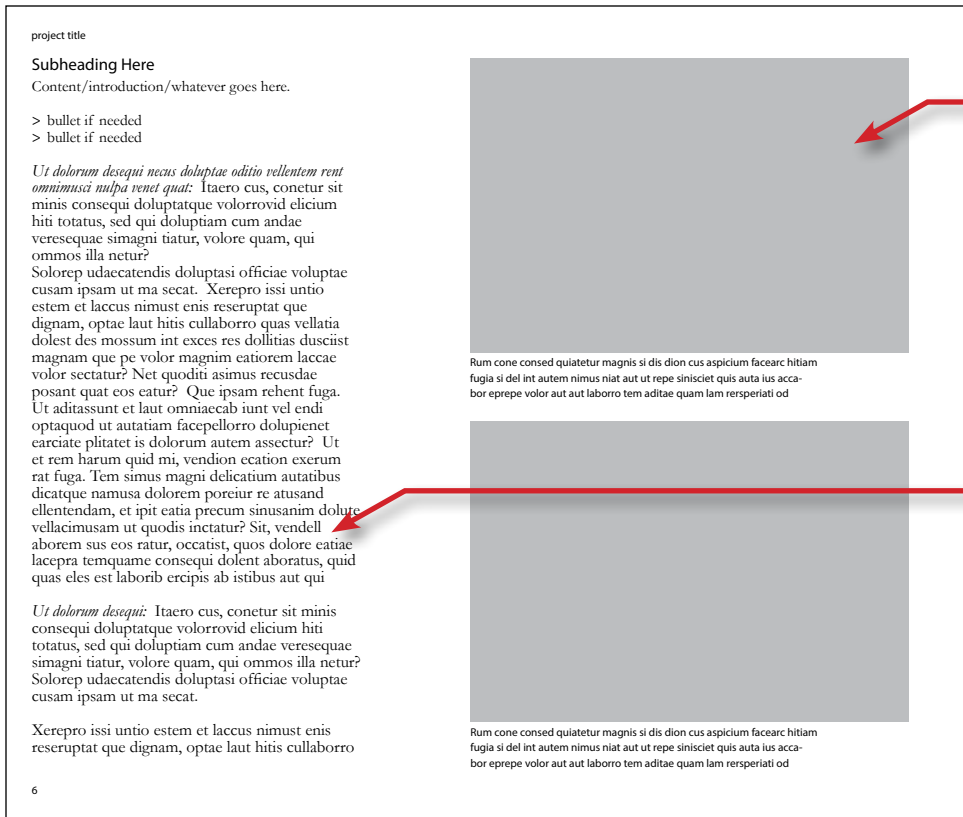 project title
Subheading Here
Content/introduction/whatever goes here.
> bullet if needed
> bullet if needed
Ut dolorum desequi necus doluptae oditio vellentem rent
omnimusci nulpa venet quat: Itaero cus, conetur sit
minis consequi doluptatque volorrovid elicium
hiti totatus, sed qui doluptiam cum andae
veresequae simagni tiatur, volore quam, qui
ommos illa netur?
Solorep udaecatendis doluptasi officiae voluptae
cusam ipsam ut ma secat. Xerepro issi untio
estem et laccus nimust enis reseruptat que
dignam, optae laut hitis cullaborro quas vellatia
dolest des mossum int exces res dollitias dusciist
magnam que pe volor magnim eatiorem laccae
volor sectatur? Net quoditi asimus recusdae
posant quat eos eatur? Que ipsam rehent fuga.
Ut aditassunt et laut omniaecab iunt vel endi
optaquod ut autatiam facepellorro dolupienet
earciate plitatet is dolorum autem assectur? Ut
et rem harum quid mi, vendion ecation exerum
rat fuga. Tem simus magni delicatium autatibus
dicatque namusa dolorem poreiur re atusand
ellentendam, et ipit eatia precum sinusanim dolute
vellacimusam ut quodis inctatur? Sit, vendell
aborem sus eos ratur, occatist, quos dolore eatiae
lacepra temquame consequi dolent aboratus, quid
quas eles est laborib ercipis ab istibus aut qui
Ut dolorum desequi: Itaero cus, conetur sit minis
consequi doluptatque volorrovid elicium hiti
totatus, sed qui doluptiam cum andae veresequae
simagni tiatur, volore quam, qui ommos illa netur?
Solorep udaecatendis doluptasi officiae voluptae
cusam ipsam ut ma secat.
Xerepro issi untio estem et laccus nimust enis
reseruptat que dignam, optae laut hitis cullaborro
6
Rum cone consed quiatetur magnis si dis dion cus aspicium facearc hitiam
fugia si del int autem nimus niat aut ut repe sinisciet quis auta ius acca-
bor eprepe volor aut aut laborro tem aditae quam lam rersperiati od
Rum cone consed quiatetur magnis si dis dion cus aspicium facearc hitiam
fugia si del int autem nimus niat aut ut repe sinisciet quis auta ius acca-
bor eprepe volor aut aut laborro tem aditae quam lam rersperiati od